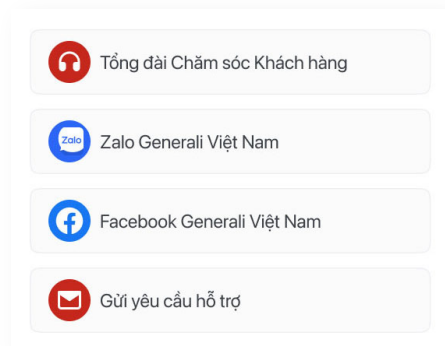 Tổng đài Chăm sóc Khách hàng
Zalo
Zalo Generali Việt Nam
Facebook Generali Việt Nam
Gửi yêu cầu hỗ trợ